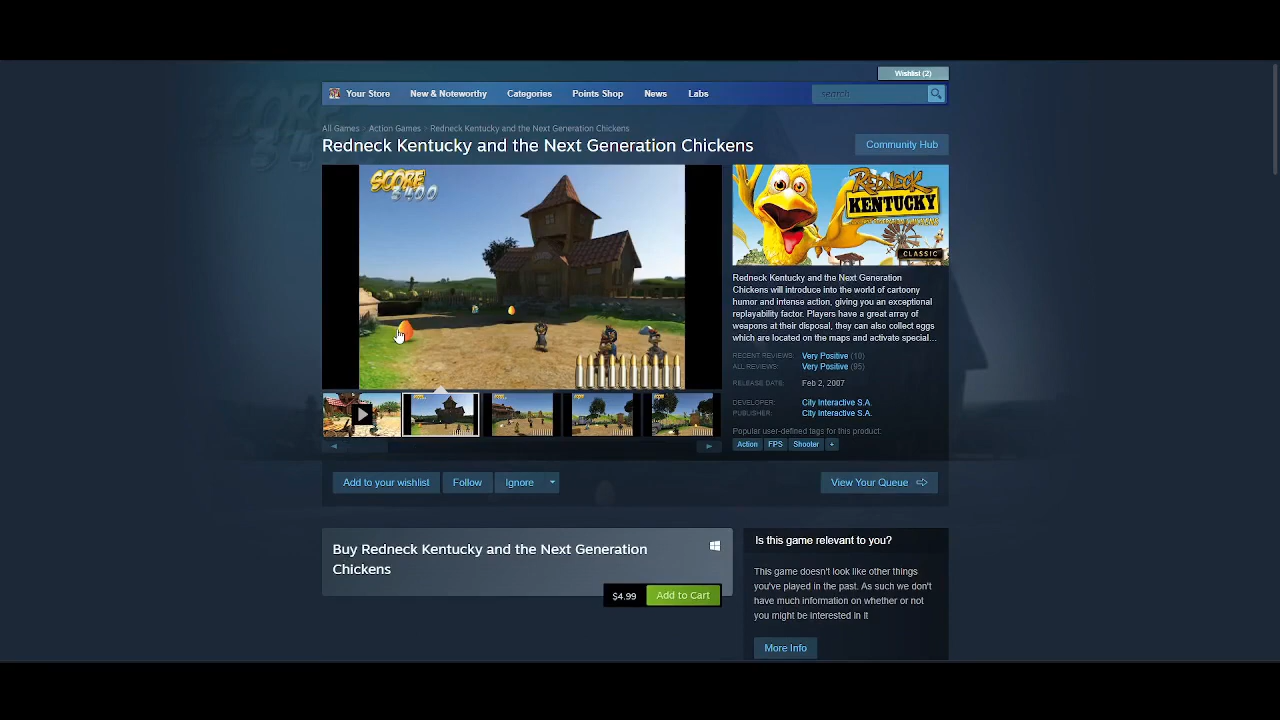 Wishlist (2)
Your Store New & Noteworthy Categories Points Shop News Labs search
All Games > Action Games > Redneck Kentucky and the Next Generation Chickens
Redneck Kentucky and the Next Generation Chickens
Community Hub
SCORE
2400
REDNECK
KENTUCKY
CLASSIC
Redneck Kentucky and the Next Generation
Chickens will introduce into the world of cartoony
humor and intense action, giving you an exceptional
replayability factor. Players have a great array of
weapons at their disposal, they can also collect eggs
which are located on the maps and activate special...
RECENT REVIEWS: Very Positive (10)
ALL REVIEWS: Very Positive (95)
RELEASE DATE: Feb 2, 2007
DEVELOPER: City Interactive S.A.
PUBLISHER: City Interactive S.A.
Popular user-defined tags for this product:
Action FPS Shooter +
Add to your wishlist Follow Ignore
View Your Queue
Buy Redneck Kentucky and the Next Generation
Chickens
$4.99 Add to Cart
Is this game relevant to you?
This game doesn't look like other things
you've played in the past. As such we don't
have much information on whether or not
you might be interested in it
More Info